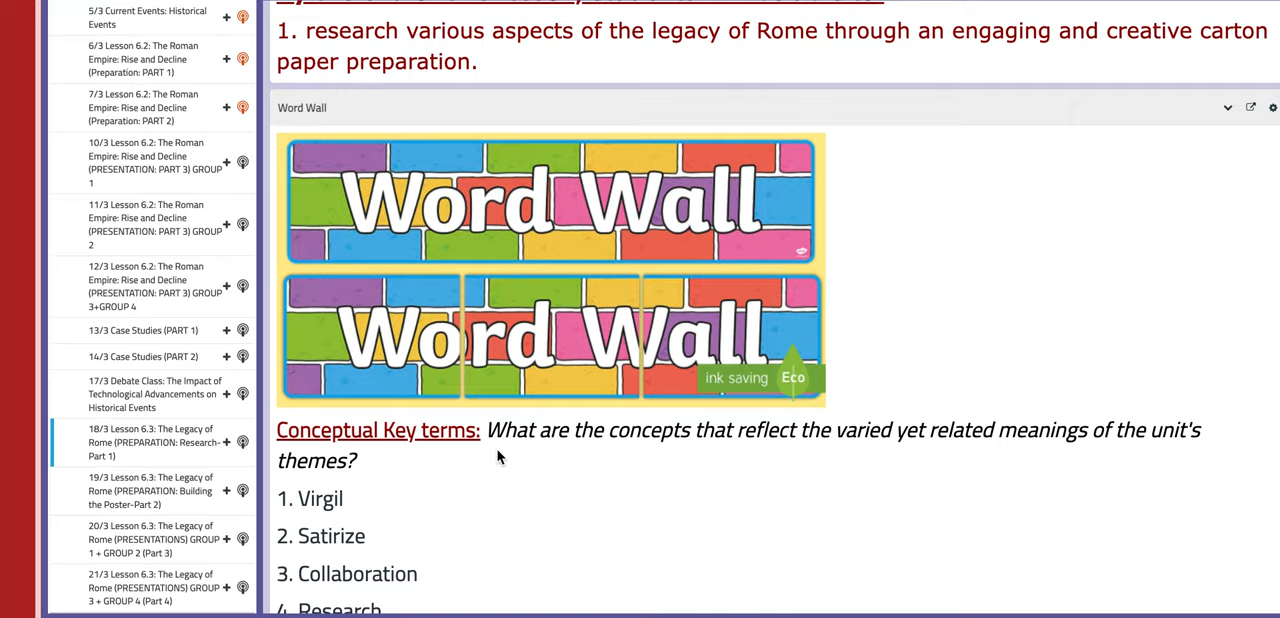 5/3 Current Events: Historical
Events
6/3 Lesson 6.2: The Roman
Empire: Rise and Decline
(Preparation: PART 1)
7/3 Lesson 6.2: The Roman
Empire: Rise and Decline
(Preparation: PART 2)
10/3 Lesson 6.2: The Roman
Empire: Rise and Decline
(PRESENTATION: PART 3) GROUP
1
11/3 Lesson 6.2: The Roman
Empire: Rise and Decline
(PRESENTATION: PART 3) GROUP
2
12/3 Lesson 6.2: The Roman
Empire: Rise and Decline
(PRESENTATION: PART 3) GROUP
3+GROUP 4
13/3 Case Studies (PART 1)
14/3 Case Studies (PART 2)
17/3 Debate Class: The Impact of
Technological Advancements on
Historical Events
18/3 Lesson 6.3: The Legacy of
Rome (PREPARATION: Research-
Part 1)
19/3 Lesson 6.3: The Legacy of
Rome (PREPARATION: Building
the Poster-Part 2)
20/3 Lesson 6.3: The Legacy of
Rome (PRESENTATIONS) GROUP
1 + GROUP 2 (Part 3)
21/3 Lesson 6.3: The Legacy of
Rome (PRESENTATIONS) GROUP
3 + GROUP 4 (Part 4)
1. research various aspects of the legacy of Rome through an engaging and creative carton
paper preparation.
Word Wall
Word Wall
Word Wall
ink saving Eco
Conceptual Key terms: What are the concepts that reflect the varied yet related meanings of the unit's
themes?
1. Virgil
2. Satirize
3. Collaboration
4. Research